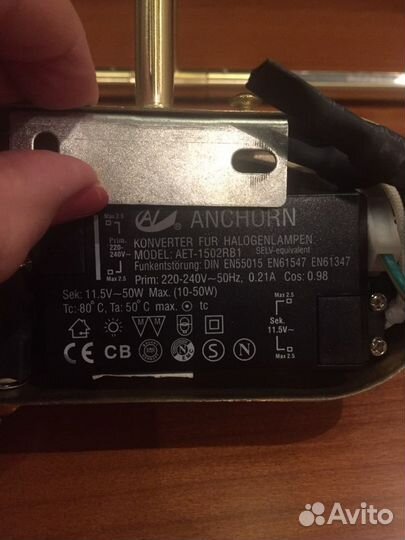 Max 2.5
Prim.
220-
240V~
Max 2.5
ANCHORN
KONVERTER FÜR HALOGENLAMPEN
MODEL: AET-1502RB1 SELV-equivalent
Funkentstörung: DIN EN55015 EN61547 EN61347
Prim: 220-240V~50Hz, 0.21A Cos: 0.98
Sek: 11.5V~50W Max. (10-50W)
Tc:80°C, Ta: 50°C max. tc
Max 2.5
Sek.
11.5V~
Max 2.5
M M
CE CB S N
Avito